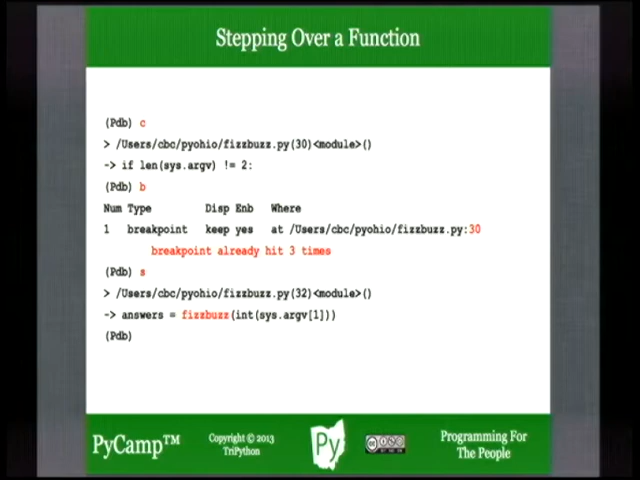 Stepping Over a Function
(Pdb) c
> /Users/cbc/pyohio/fizzbuzz.py(30)<module>()
-> if len(sys.argv) != 2:
(Pdb) b
Num Type Disp Enb Where
1 breakpoint keep yes at /Users/cbc/pyohio/fizzbuzz.py:30
breakpoint already hit 3 times
(Pdb) s
> /Users/cbc/pyohio/fizzbuzz.py(32)<module>()
-> answers = fizzbuzz(int(sys.argv[1]))
(Pdb)
PyCamp™
Copyright © 2013
TriPython
Py
Programming For
The People